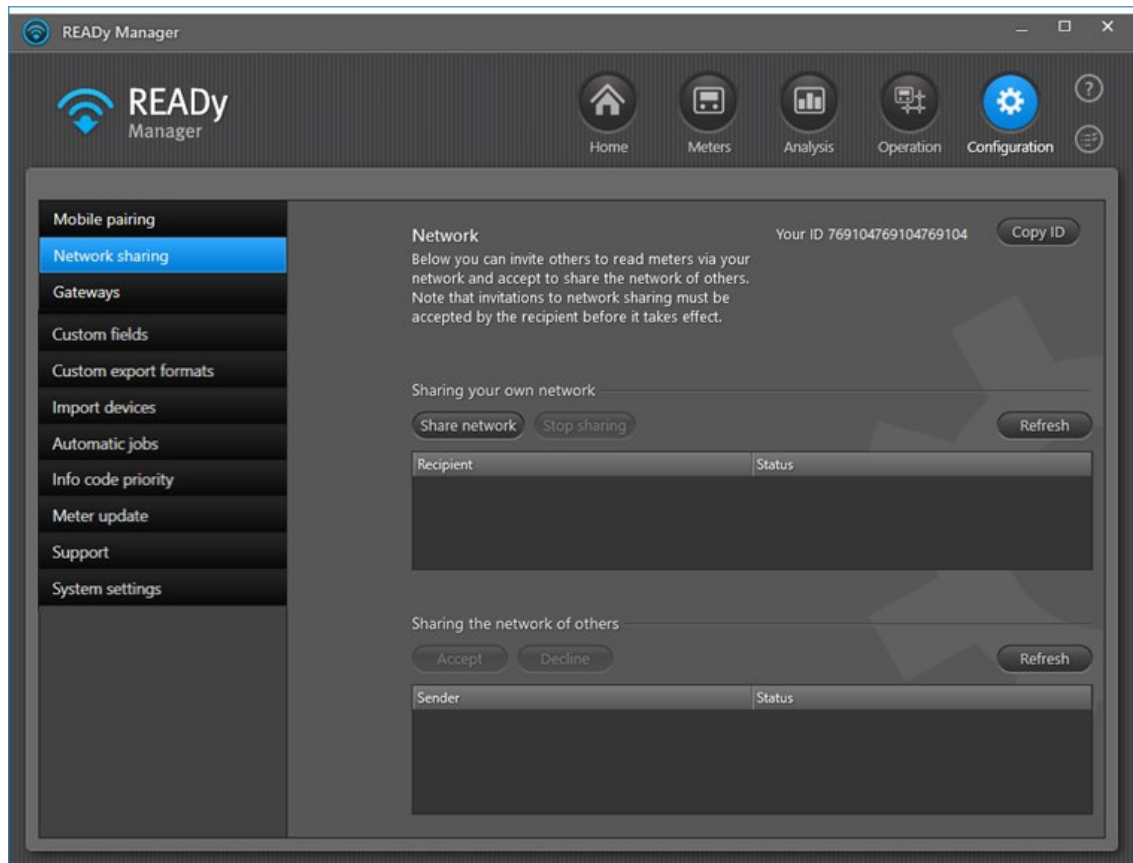 READy Manager
READy
Manager
Home
Meters
Analysis
Operation
Configuration
?
Mobile pairing
Network sharing
Gateways
Custom fields
Custom export formats
Import devices
Automatic jobs
Info code priority
Meter update
Support
System settings
Network
Your ID 769104769104769104
Copy ID
Below you can invite others to read meters via your
network and accept to share the network of others.
Note that invitations to network sharing must be
accepted by the recipient before it takes effect.
Sharing your own network
Share network
Stop sharing
Refresh
Recipient
Status
Sharing the network of others
Accept
Decline
Refresh
Sender
Status